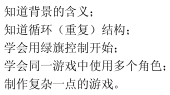 知道背景的含义；
知道循环（重复）结构；
学会用绿旗控制开始；
学会同一游戏中使用多个角色；
制作复杂一点的游戏。